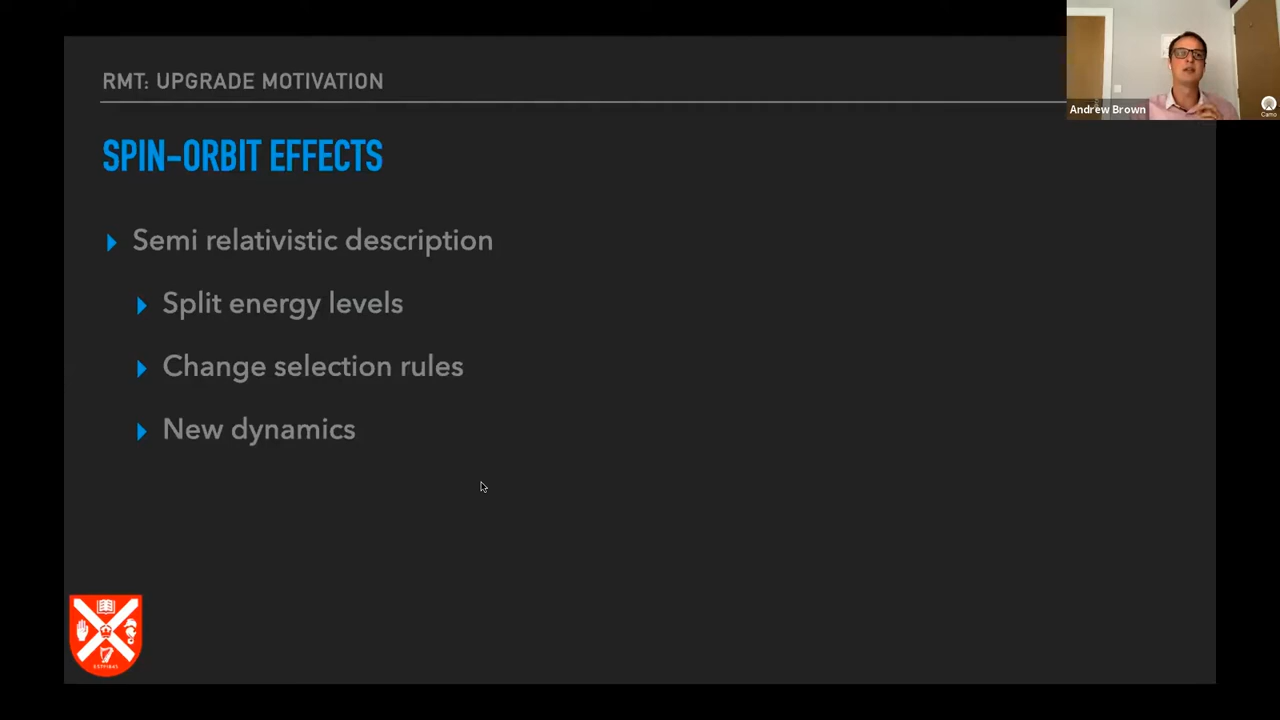 RMT: UPGRADE MOTIVATION
SPIN-ORBIT EFFECTS
Semi relativistic description
Split energy levels
Change selection rules
New dynamics
Andrew Brown
Camo